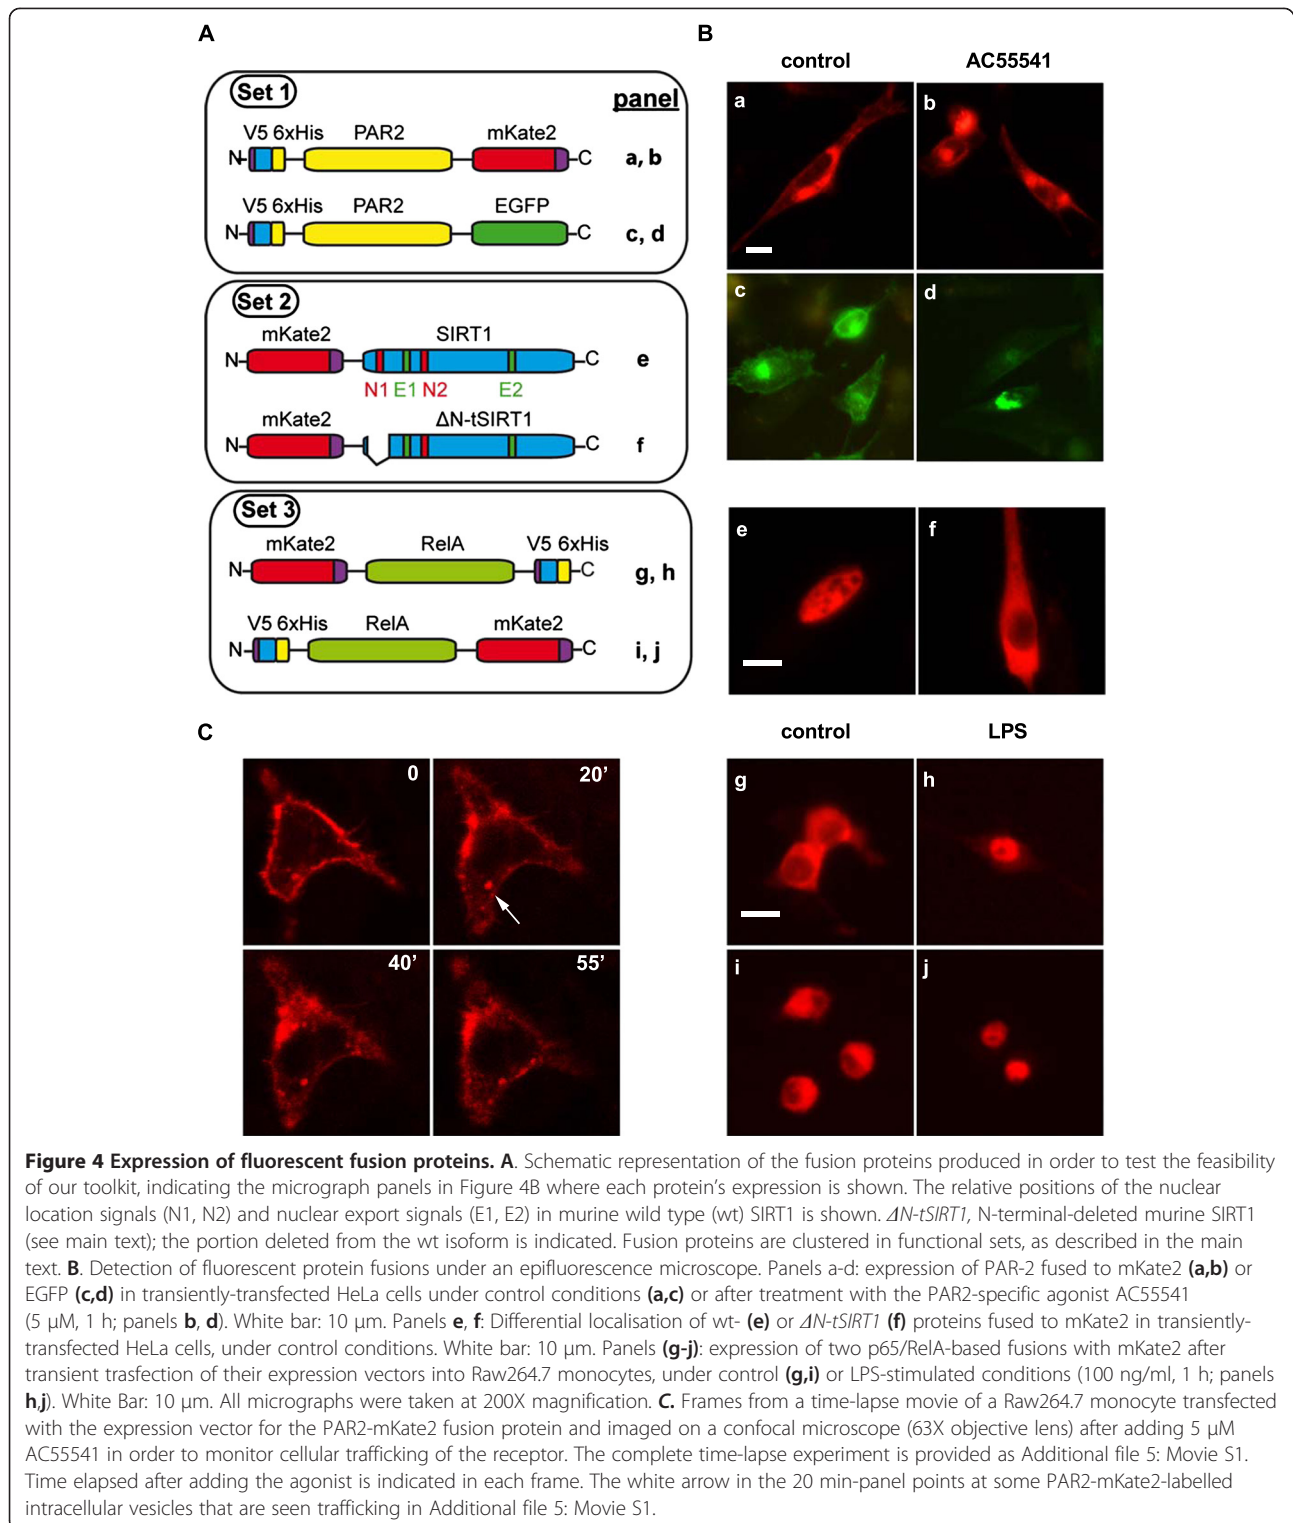 A
Set 1
panel
V5 6xHis PAR2 mKate2
N C a, b
V5 6xHis PAR2 EGFP
N C c, d
Set 2
mKate2 SIRT1
N C e
N1 E1 N2 E2
mKate2 ΔN-tSIRT1
N C f
Set 3
mKate2 RelA V5 6xHis
N C g, h
V5 6xHis RelA mKate2
N C i, j
B
control AC55541
a b
c d
e f
control LPS
g h
i j
C
0 20’
40’ 55’
Figure 4 Expression of fluorescent fusion proteins. A. Schematic representation of the fusion proteins produced in order to test the feasibility
of our toolkit, indicating the micrograph panels in Figure 4B where each protein’s expression is shown. The relative positions of the nuclear
location signals (N1, N2) and nuclear export signals (E1, E2) in murine wild type (wt) SIRT1 is shown. ΔN-tSIRT1, N-terminal-deleted murine SIRT1
(see main text); the portion deleted from the wt isoform is indicated. Fusion proteins are clustered in functional sets, as described in the main
text. B. Detection of fluorescent protein fusions under an epifluorescence microscope. Panels a-d: expression of PAR-2 fused to mKate2 (a,b) or
EGFP (c,d) in transiently-transfected HeLa cells under control conditions (a,c) or after treatment with the PAR2-specific agonist AC55541
(5 μM, 1 h; panels b, d). White bar: 10 μm. Panels e, f: Differential localisation of wt- (e) or ΔN-tSIRT1 (f) proteins fused to mKate2 in transiently-
transfected HeLa cells, under control conditions. White bar: 10 μm. Panels (g-j): expression of two p65/RelA-based fusions with mKate2 after
transient trasfection of their expression vectors into Raw264.7 monocytes, under control (g,i) or LPS-stimulated conditions (100 ng/ml, 1 h; panels
h,j). White Bar: 10 μm. All micrographs were taken at 200X magnification. C. Frames from a time-lapse movie of a Raw264.7 monocyte transfected
with the expression vector for the PAR2-mKate2 fusion protein and imaged on a confocal microscope (63X objective lens) after adding 5 μM
AC55541 in order to monitor cellular trafficking of the receptor. The complete time-lapse experiment is provided as Additional file 5: Movie S1.
Time elapsed after adding the agonist is indicated in each frame. The white arrow in the 20 min-panel points at some PAR2-mKate2-labelled
intracellular vesicles that are seen trafficking in Additional file 5: Movie S1.